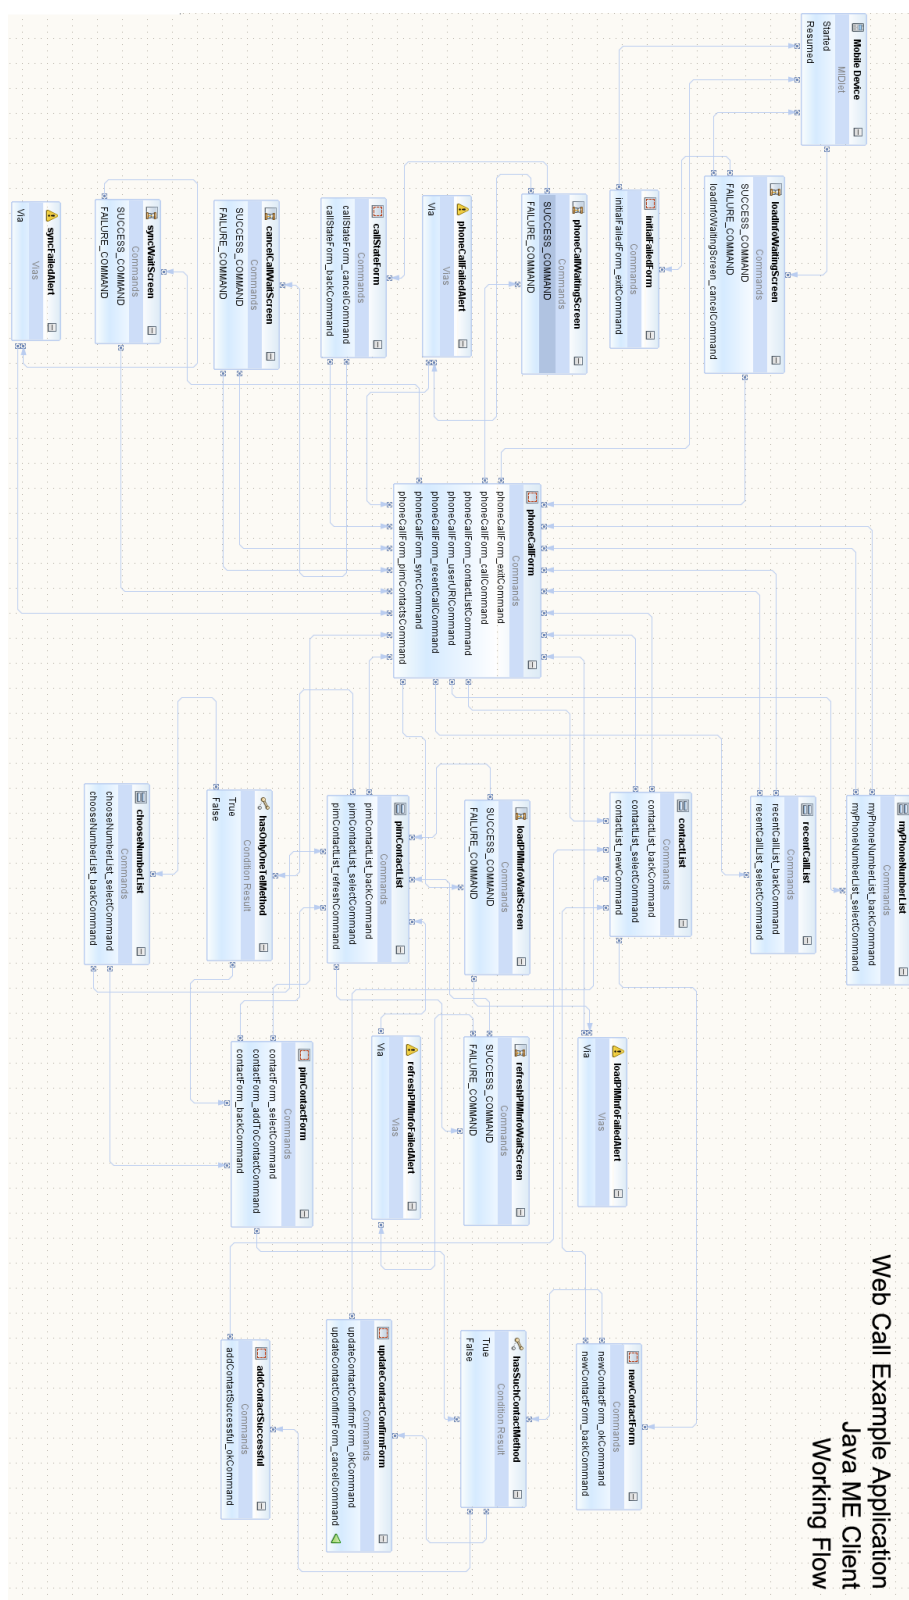 Web Call Example Application
Java ME Client
Working Flow
Mobile Device
MIDlet
Started
Resumed
loadInfoWaitingScreen
Commands
SUCCESS_COMMAND
FAILURE_COMMAND
loadInfoWaitingScreen_cancelCommand
initialFailedForm
Commands
initialFailedForm_exitCommand
phoneCallWaitingScreen
Commands
SUCCESS_COMMAND
FAILURE_COMMAND
phoneCallFailedAlert
Vias
Via
callStateForm
Commands
callStateForm_cancelCommand
callStateForm_backCommand
cancelCallWaitScreen
Commands
SUCCESS_COMMAND
FAILURE_COMMAND
syncWaitScreen
Commands
SUCCESS_COMMAND
FAILURE_COMMAND
syncFailedAlert
Vias
Via
phoneCallForm
Commands
phoneCallForm_exitCommand
phoneCallForm_callCommand
phoneCallForm_contactListCommand
phoneCallForm_userURICommand
phoneCallForm_recentCallCommand
phoneCallForm_syncCommand
phoneCallForm_pimContactsCommand
myPhoneNumberList
Commands
myPhoneNumberList_backCommand
myPhoneNumberList_selectCommand
recentCallList
Commands
recentCallList_backCommand
recentCallList_selectCommand
contactList
Commands
contactList_backCommand
contactList_selectCommand
contactList_newCommand
loadPIMInfoWaitScreen
Commands
SUCCESS_COMMAND
FAILURE_COMMAND
pimContactList
Commands
pimContactList_backCommand
pimContactList_selectCommand
pimContactList_refreshCommand
hasOnlyOneTelMethod
Condition Result
True
False
chooseNumberList
Commands
chooseNumberList_selectCommand
chooseNumberList_backCommand
loadPIMInfoFailedAlert
Vias
Via
refreshPIMInfoWaitScreen
Commands
SUCCESS_COMMAND
FAILURE_COMMAND
refreshPIMInfoFailedAlert
Vias
Via
pimContactForm
Commands
contactForm_selectCommand
contactForm_addToContactCommand
contactForm_backCommand
newContactForm
Commands
newContactForm_okCommand
newContactForm_backCommand
hasSuchContactMethod
Condition Result
True
False
updateContactConfirmForm
Commands
updateContactConfirmForm_okCommand
updateContactConfirmForm_cancelCommand
addContactSuccessful
Commands
addContactSuccessful_okCommand